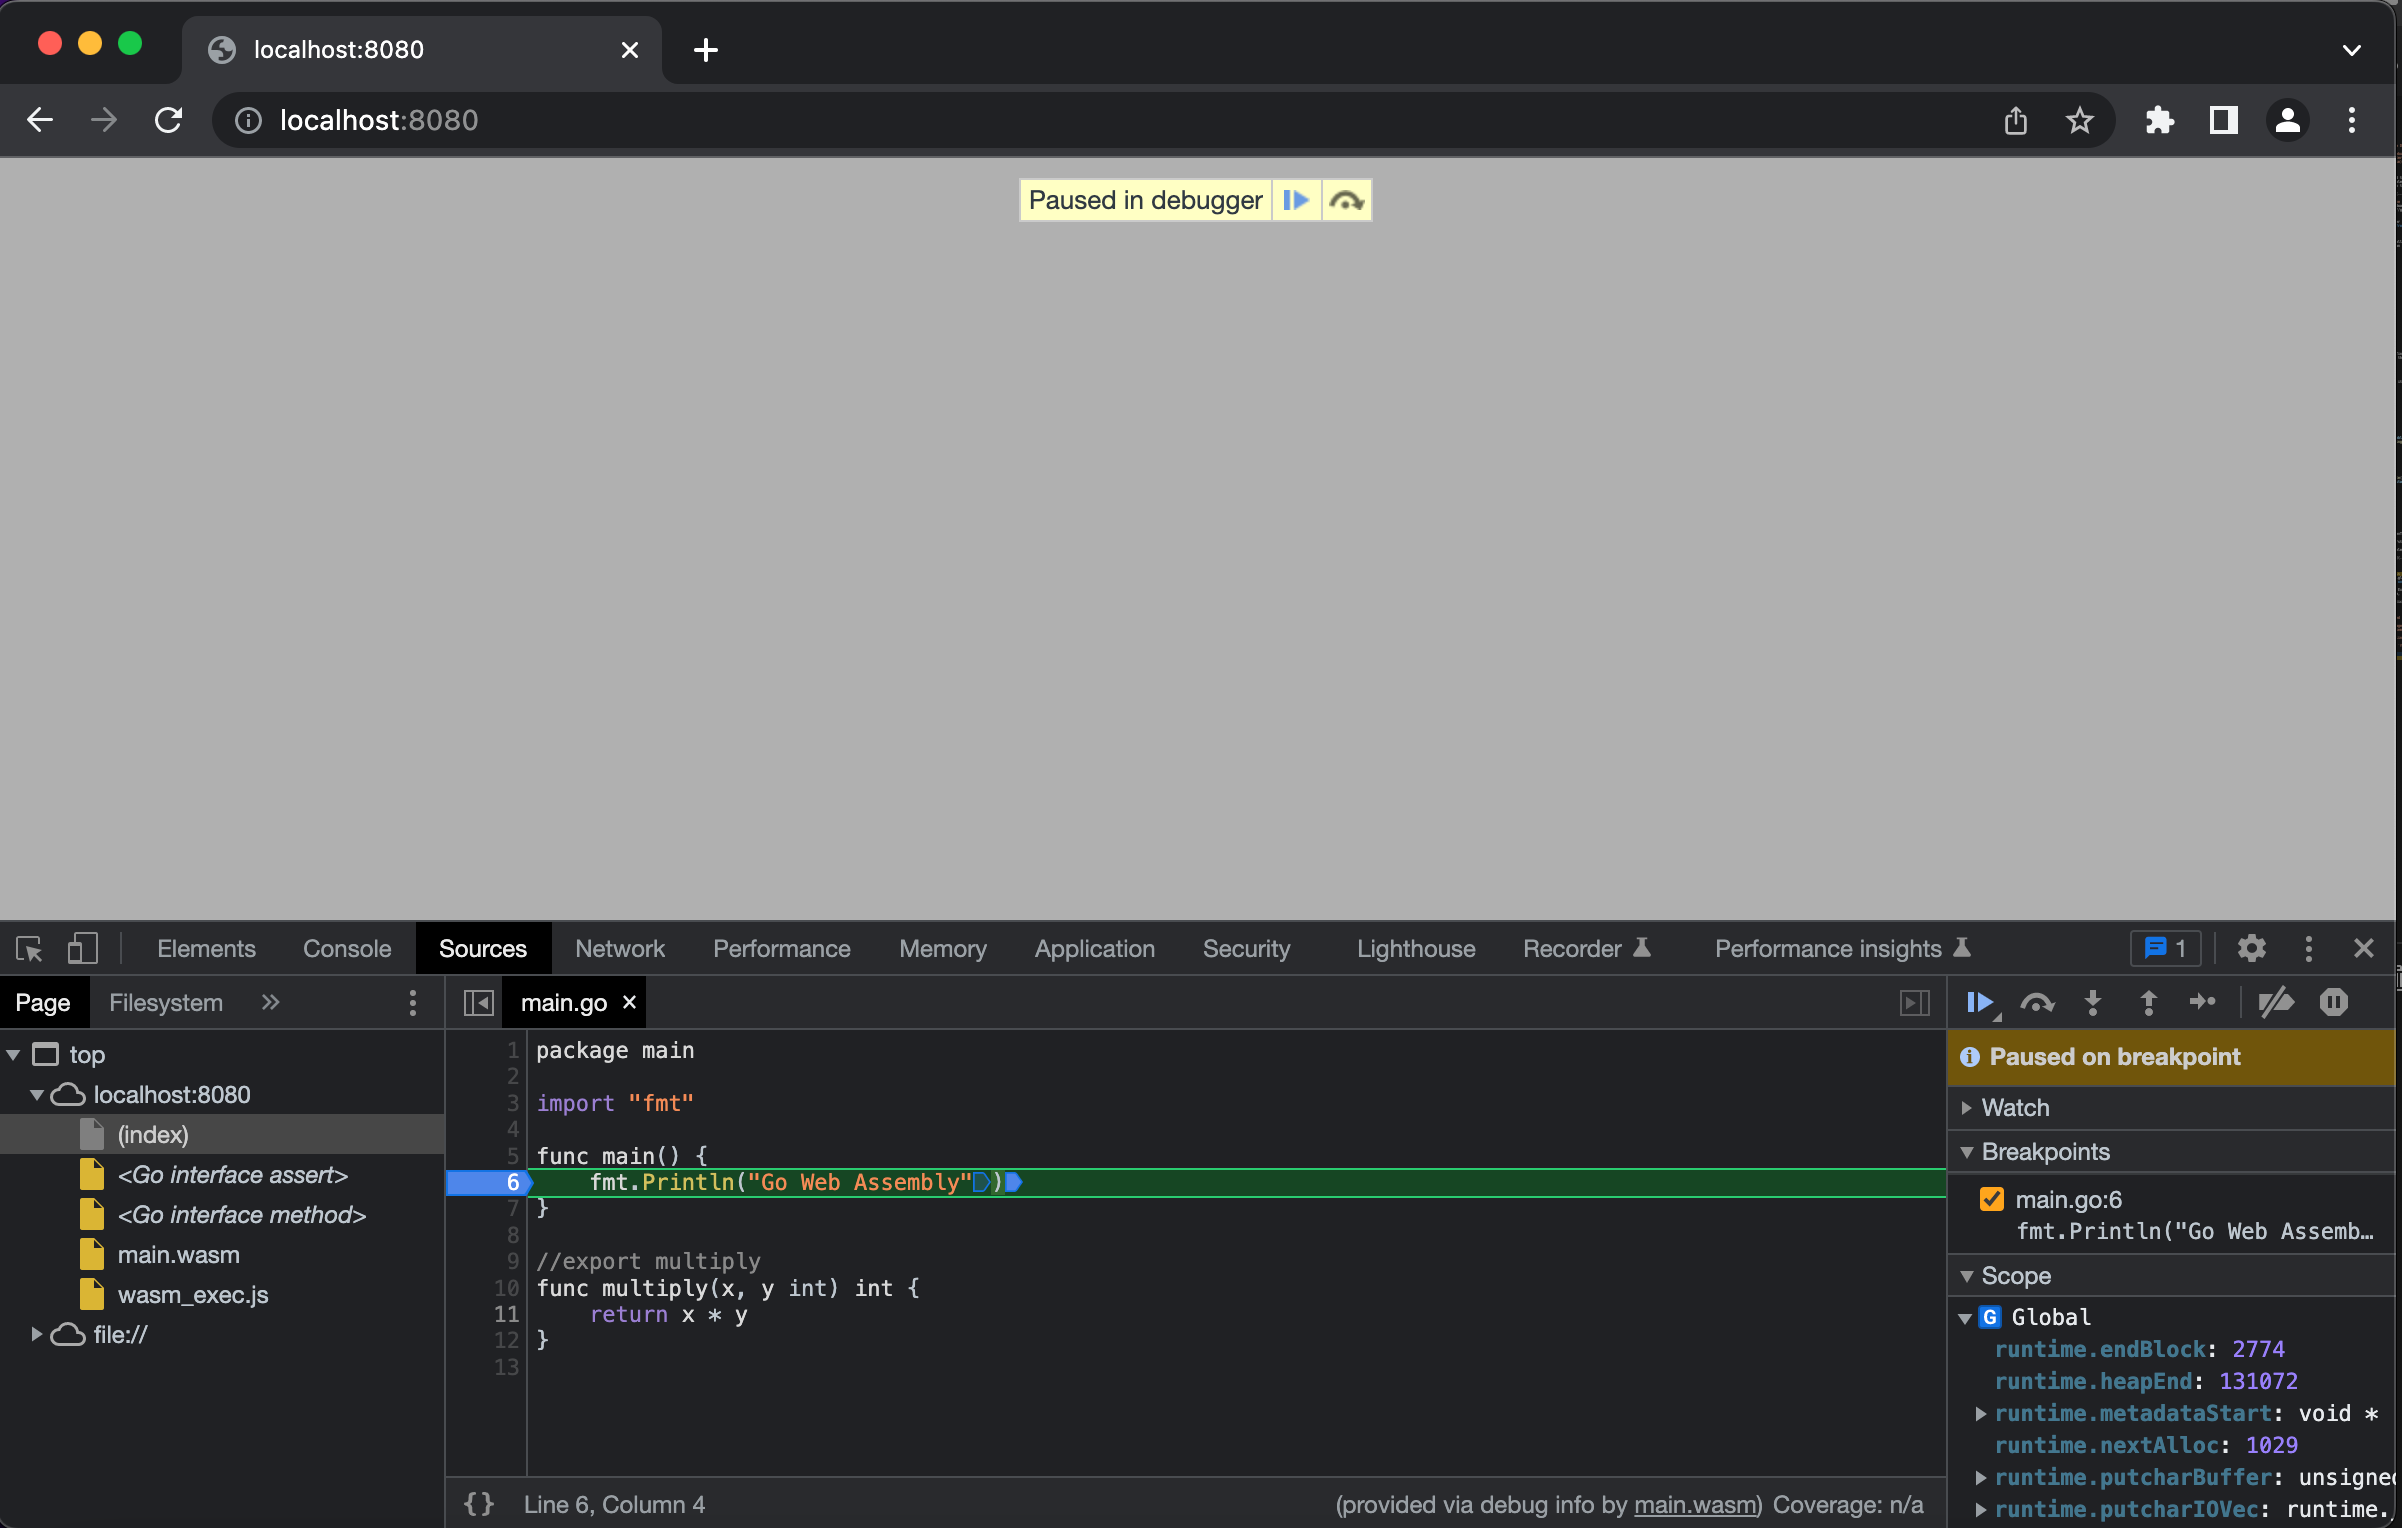 localhost:8080
localhost:8080
Paused in debugger
Elements Console Sources Network Performance Memory Application Security Lighthouse Recorder Performance insights 1
Page Filesystem
main.go
top
localhost:8080
(index)
<Go interface assert>
<Go interface method>
main.wasm
wasm_exec.js
file://
1 package main
2
3 import "fmt"
4
5 func main() {
6 fmt.Println("Go Web Assembly")
7 }
8
9 //export multiply
10 func multiply(x, y int) int {
11 return x * y
12 }
13
{} Line 6, Column 4
(provided via debug info by main.wasm) Coverage: n/a
Paused on breakpoint
Watch
Breakpoints
main.go:6
fmt.Println("Go Web Assemb…
Scope
G Global
runtime.endBlock: 2774
runtime.heapEnd: 131072
runtime.metadataStart: void *
runtime.nextAlloc: 1029
runtime.putcharBuffer: unsigned
runtime.putcharIOVec: runtime.